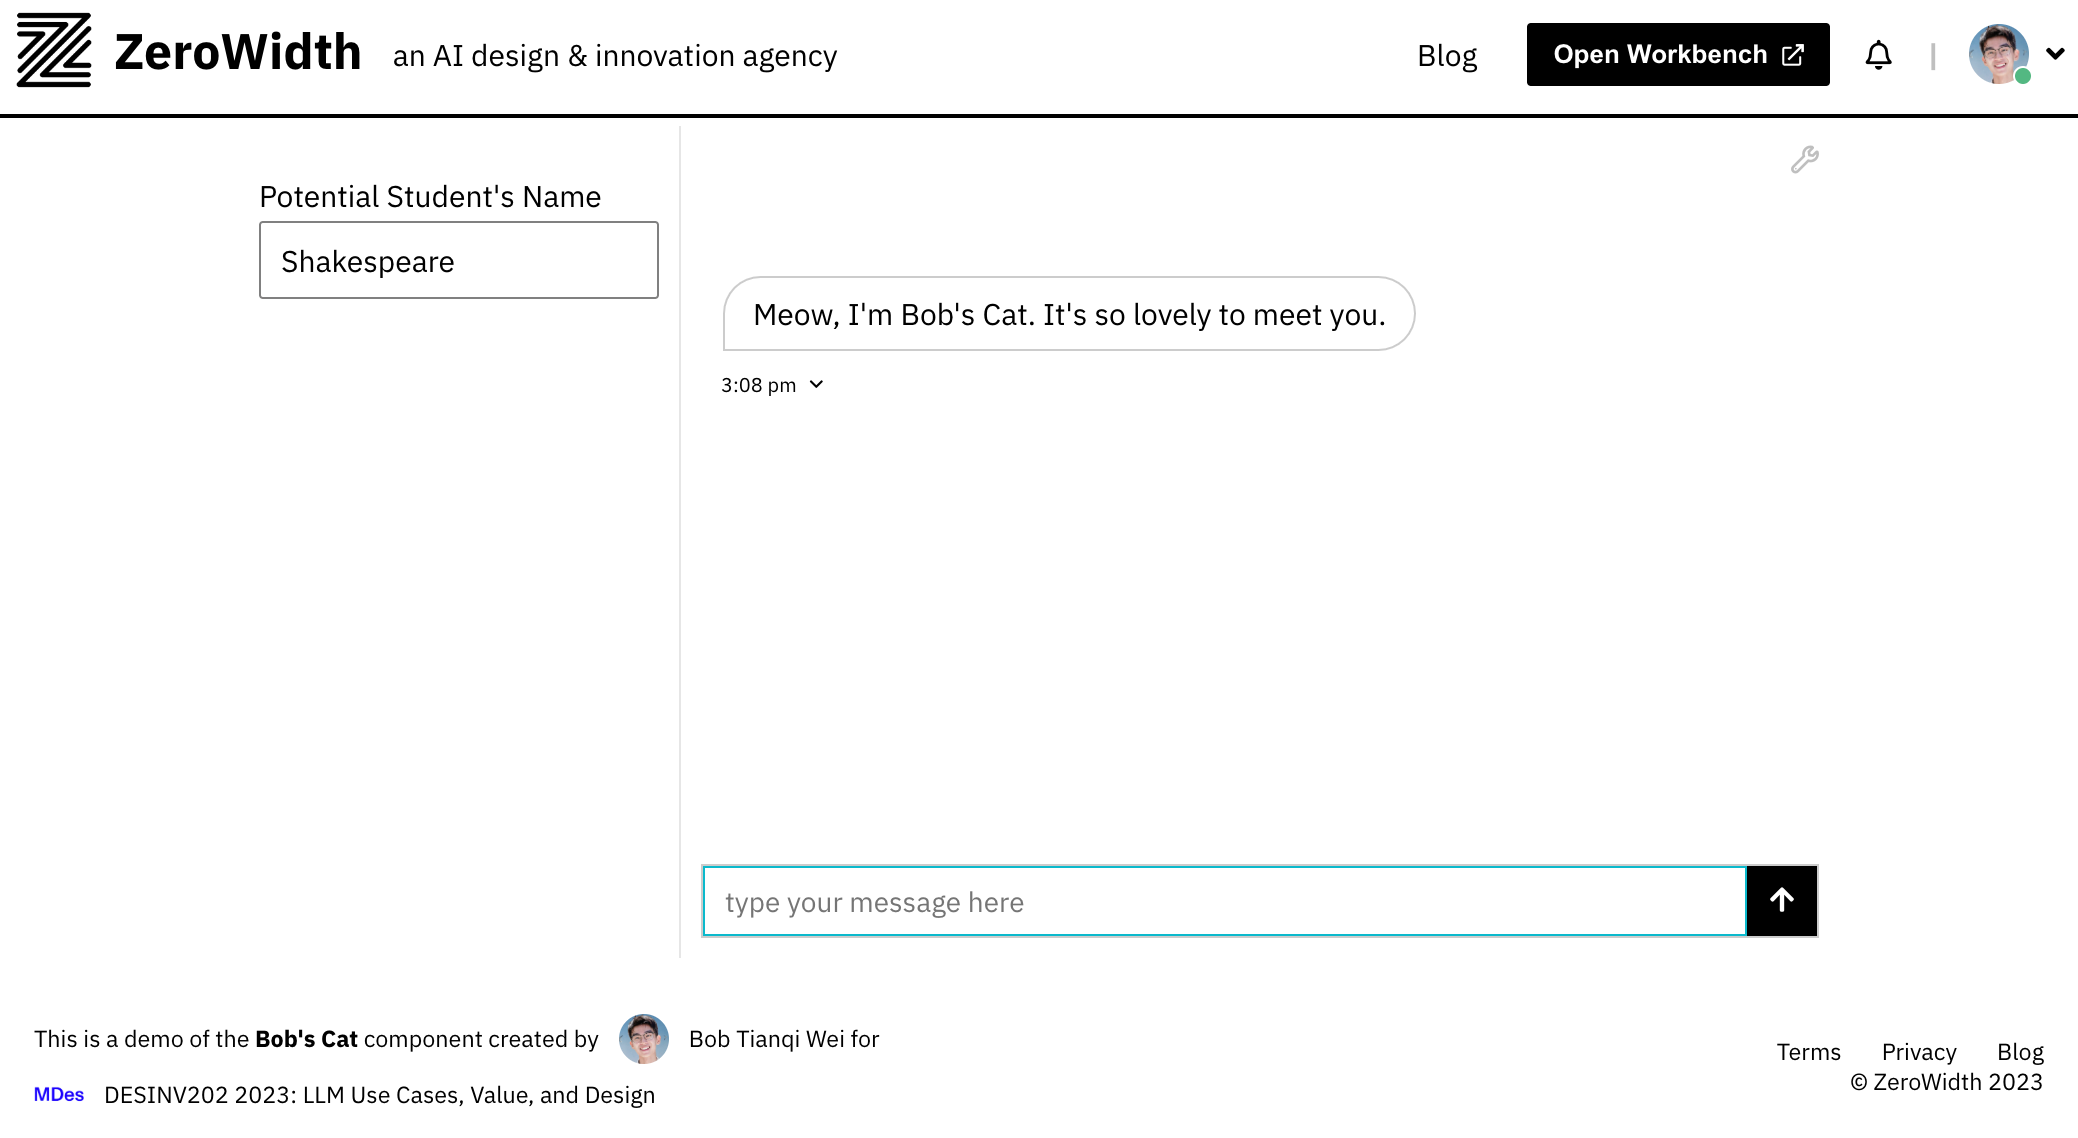 ZeroWidth an AI design & innovation agency Blog Open Workbench
Potential Student's Name
Shakespeare
Meow, I'm Bob's Cat. It's so lovely to meet you.
3:08 pm
type your message here
This is a demo of the Bob's Cat component created by Bob Tianqi Wei for
MDes DESINV202 2023: LLM Use Cases, Value, and Design
Terms Privacy Blog
© ZeroWidth 2023